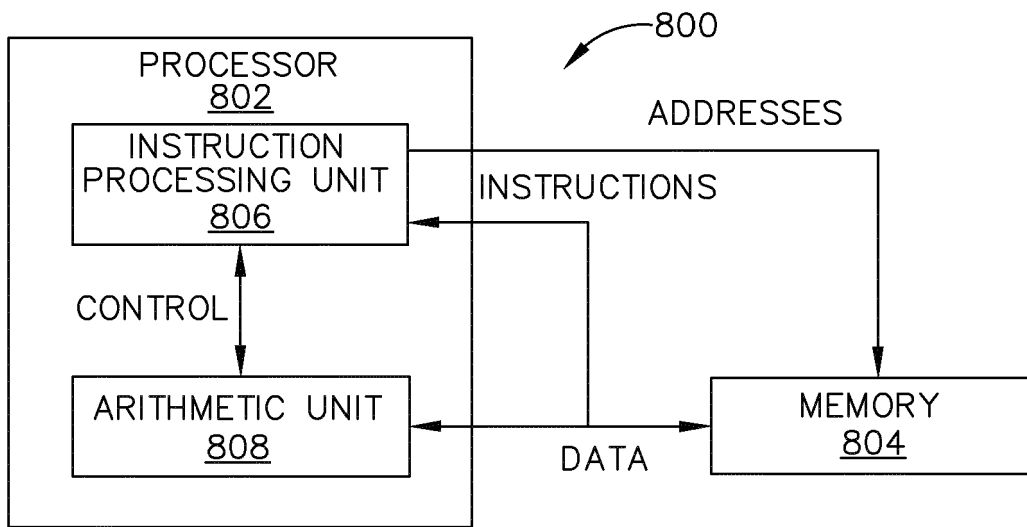 800
PROCESSOR
802
INSTRUCTION
PROCESSING UNIT
806
ADDRESSES
INSTRUCTIONS
CONTROL
ARITHMETIC UNIT
808
DATA
MEMORY
804